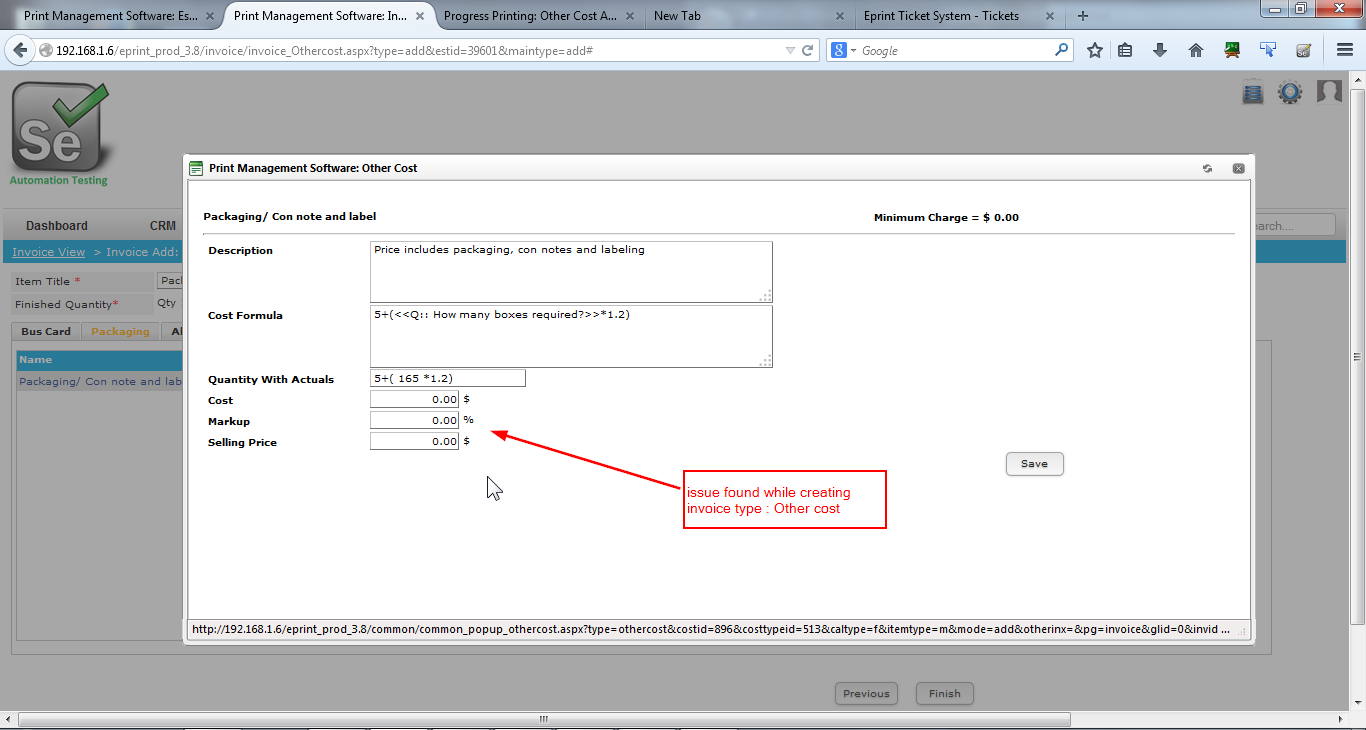 Print Management Software: Es...
Print Management Software: In...
Progress Printing: Other Cost A...
New Tab
Eprint Ticket System - Tickets
192.168.1.6/eprint_prod_3.8/invoice/invoice_Othercost.aspx?type=add&estid=39601&maintype=add#
Google
Se
Automation Testing
Dashboard
CRM
earch....
Invoice View > Invoice Add:
Item Title *
Pac
Finished Quantity*
Qty
Bus Card
Packaging
Al
Name
Packaging/ Con note and lab
Print Management Software: Other Cost
Packaging/ Con note and label
Minimum Charge = $ 0.00
Description
Price includes packaging, con notes and labeling
Cost Formula
5+(<<Q:: How many boxes required?>>*1.2)
Quantity With Actuals
5+( 165 *1.2)
Cost
0.00 $
Markup
0.00 %
Selling Price
0.00 $
Save
issue found while creating
invoice type : Other cost
http://192.168.1.6/eprint_prod_3.8/common/common_popup_othercost.aspx?type=othercost&costid=896&costtypeid=513&caltype=f&itemtype=m&mode=add&otherinx=&pg=invoice&glid=0&invid ...
Previous
Finish